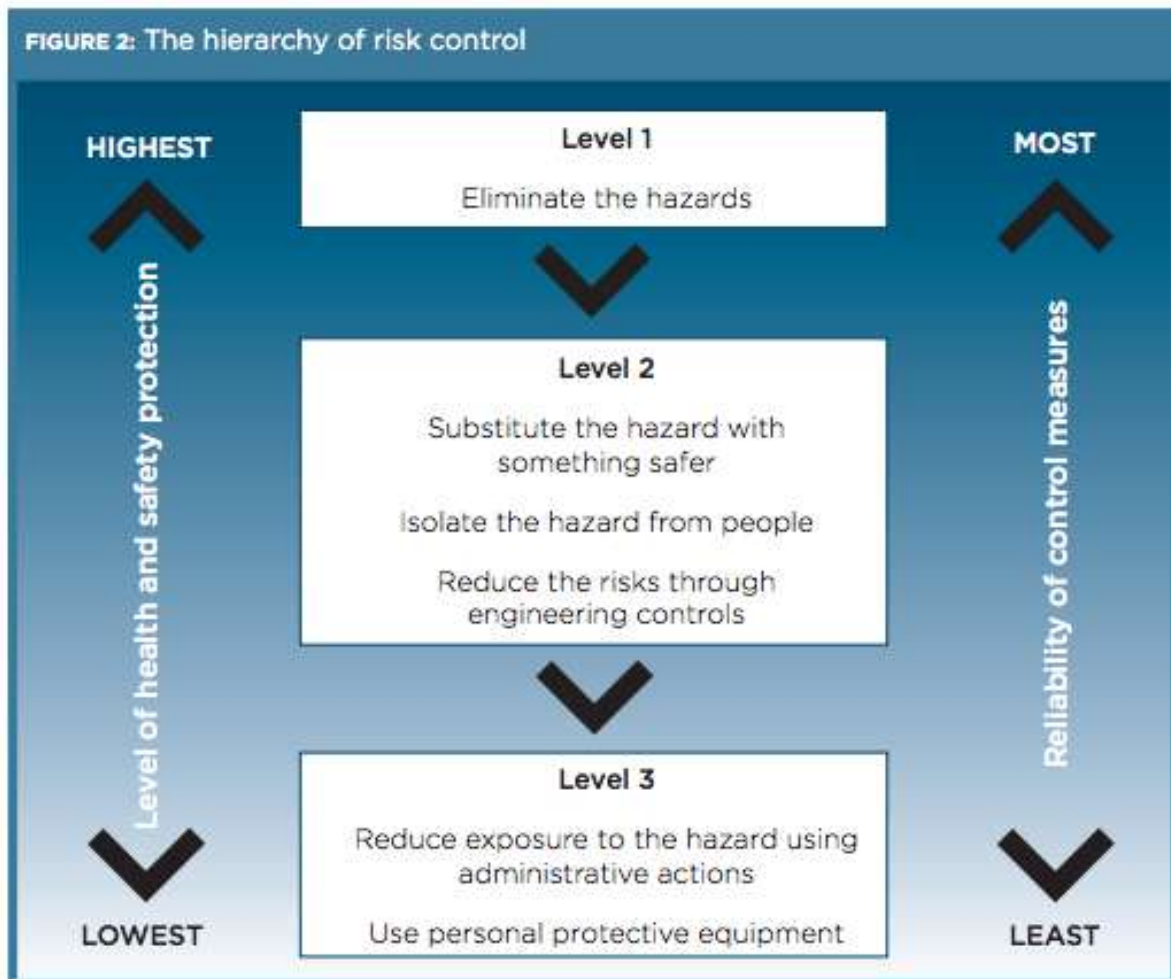 FIGURE 2: The hierarchy of risk control
HIGHEST
Level of health and safety protection
LOWEST
Level 1
Eliminate the hazards
Level 2
Substitute the hazard with
something safer
Isolate the hazard from people
Reduce the risks through
engineering controls
Level 3
Reduce exposure to the hazard using
administrative actions
Use personal protective equipment
MOST
Reliability of control measures
LEAST